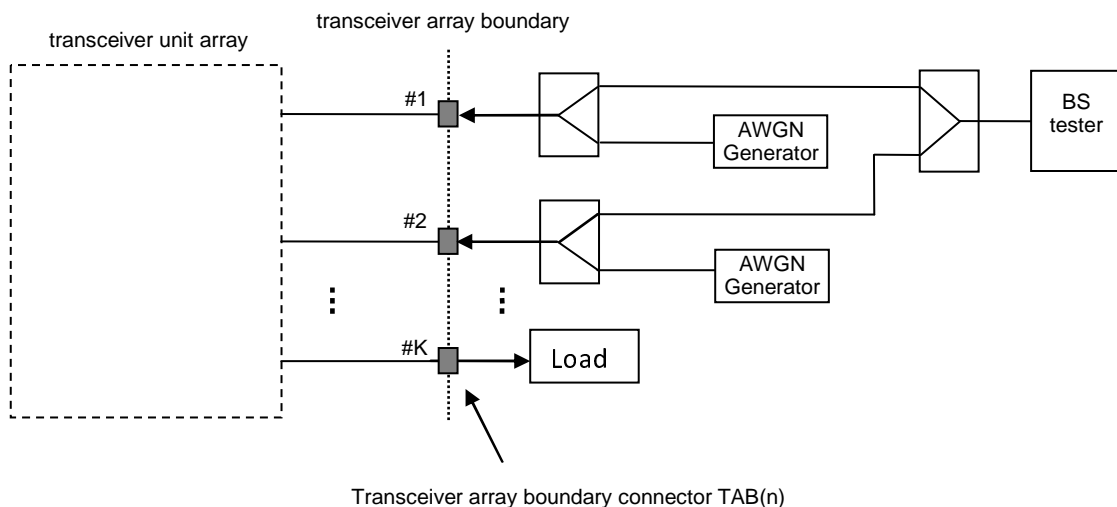 transceiver array boundary
transceiver unit array
#1
BS
tester
AWGN
Generator
#2
AWGN
Generator
#K
Load
Transceiver array boundary connector TAB(n)